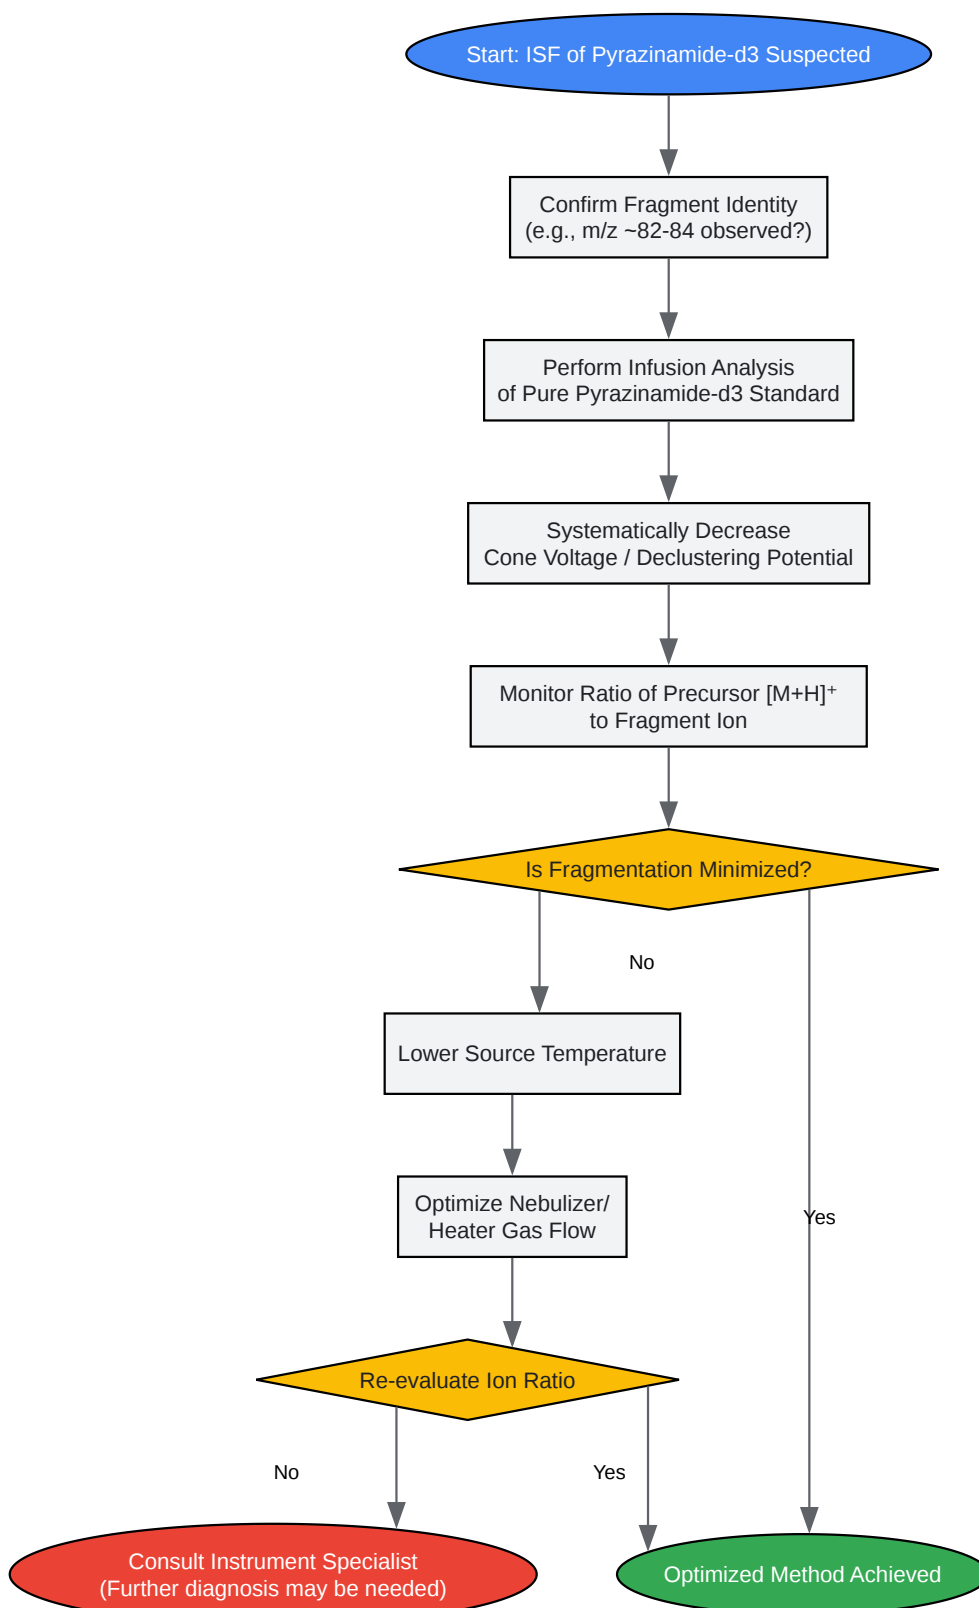 Start: ISF of Pyrazinamide-d3 Suspected
Confirm Fragment Identity
(e.g., m/z ~82-84 observed?)
Perform Infusion Analysis
of Pure Pyrazinamide-d3 Standard
Systematically Decrease
Cone Voltage / Declustering Potential
Monitor Ratio of Precursor [M+H]⁺
to Fragment Ion
Is Fragmentation Minimized?
No
Lower Source Temperature
Optimize Nebulizer/
Heater Gas Flow
Yes
Re-evaluate Ion Ratio
No
Yes
Consult Instrument Specialist
(Further diagnosis may be needed)
Optimized Method Achieved